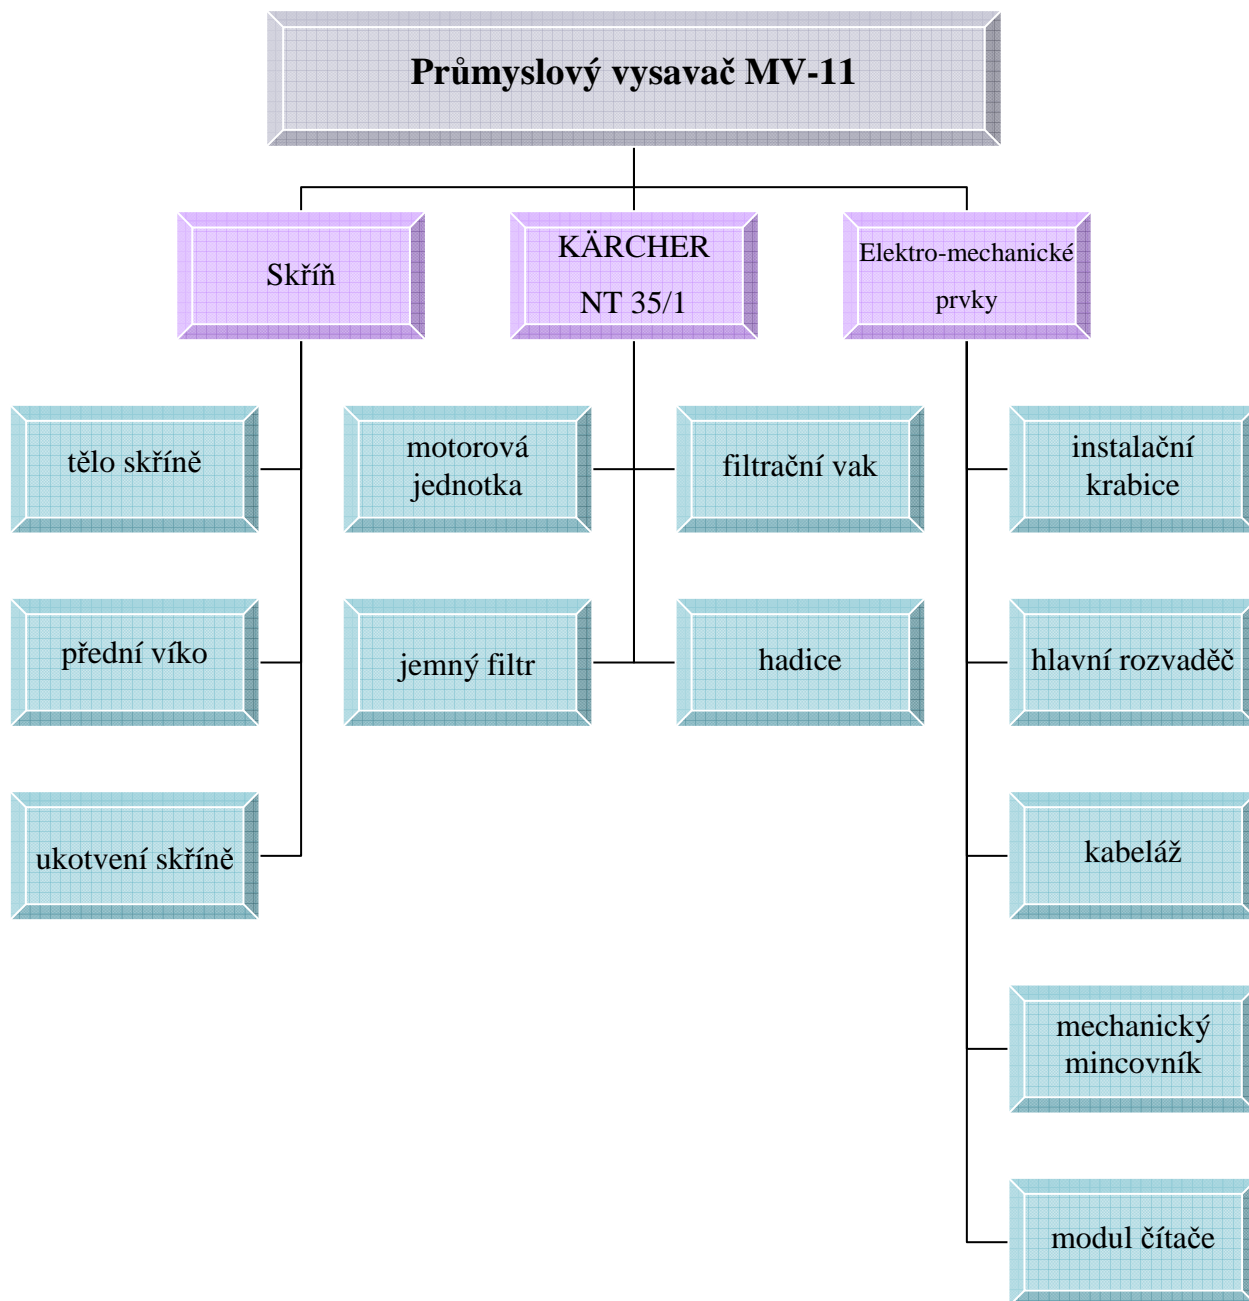 Průmyslový vysavač MV-11
Skříň
KÄRCHER
NT 35/1
Elektro-mechanické
prvky
tělo skříně
motorová
jednotka
filtrační vak
instalační
krabice
přední víko
jemný filtr
hadice
hlavní rozvaděč
ukotvení skříně
kabeláž
mechanický
mincovník
modul čítače